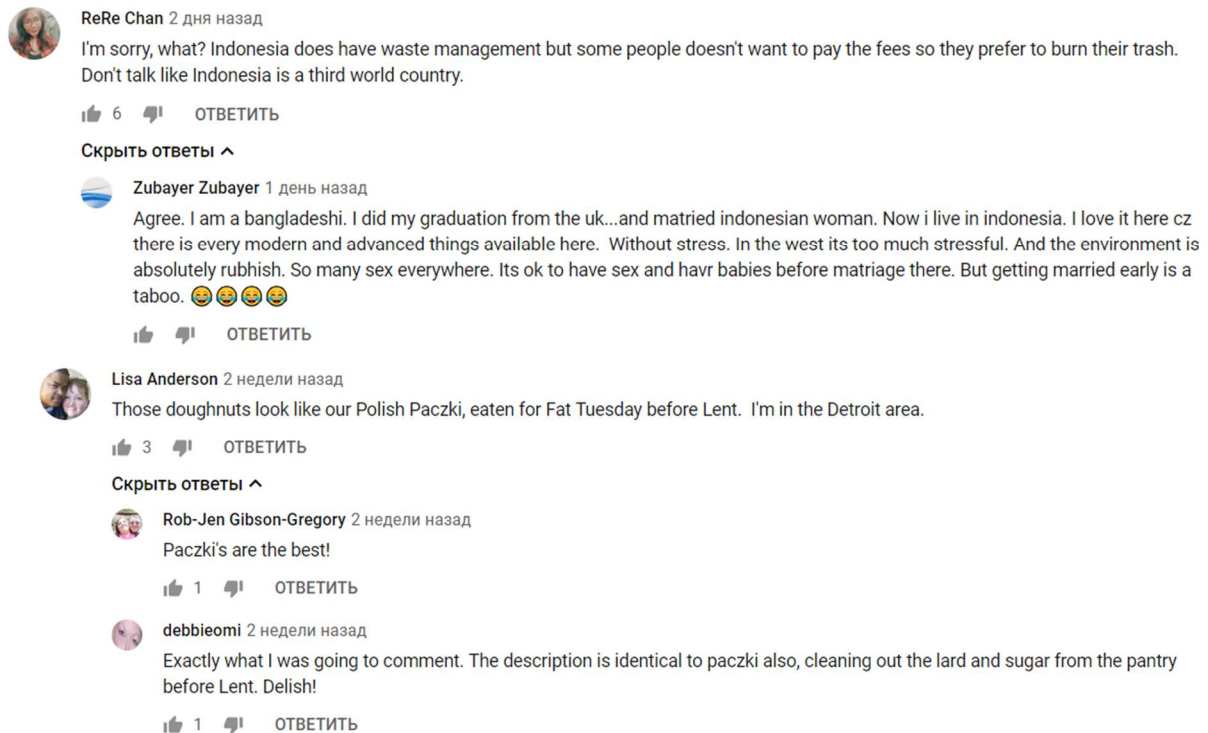 ReRe Chan 2 дня назад
I'm sorry, what? Indonesia does have waste management but some people doesn't want to pay the fees so they prefer to burn their trash.
Don't talk like Indonesia is a third world country.
6 ОТВЕТИТЬ
Скрыть ответы
Zubayer Zubayer 1 день назад
Agree. I am a bangladeshi. I did my graduation from the uk...and matried indonesian woman. Now i live in indonesia. I love it here cz
there is every modern and advanced things available here. Without stress. In the west its too much stressful. And the environment is
absolutely rubhish. So many sex everywhere. Its ok to have sex and havr babies before matriage there. But getting married early is a
taboo. 😂😂😂😂
ОТВЕТИТЬ
Lisa Anderson 2 недели назад
Those doughnuts look like our Polish Paczki, eaten for Fat Tuesday before Lent. I'm in the Detroit area.
3 ОТВЕТИТЬ
Скрыть ответы
Rob-Jen Gibson-Gregory 2 недели назад
Paczki's are the best!
1 ОТВЕТИТЬ
debbieomi 2 недели назад
Exactly what I was going to comment. The description is identical to paczki also, cleaning out the lard and sugar from the pantry
before Lent. Delish!
1 ОТВЕТИТЬ